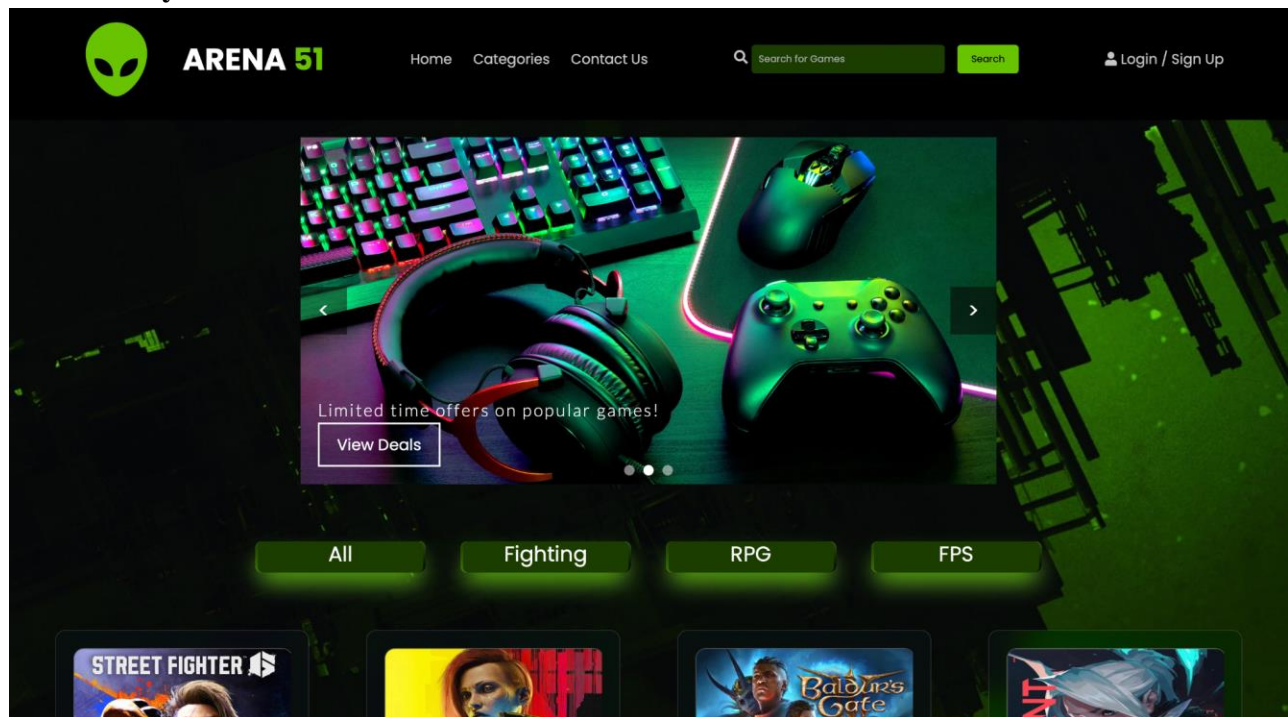 ARENA 51
Home Categories Contact Us
Search for Games
Search
Login / Sign Up
Limited time offers on popular games!
View Deals
All Fighting RPG FPS
STREET FIGHTER 6
BALDUR'S
GATE